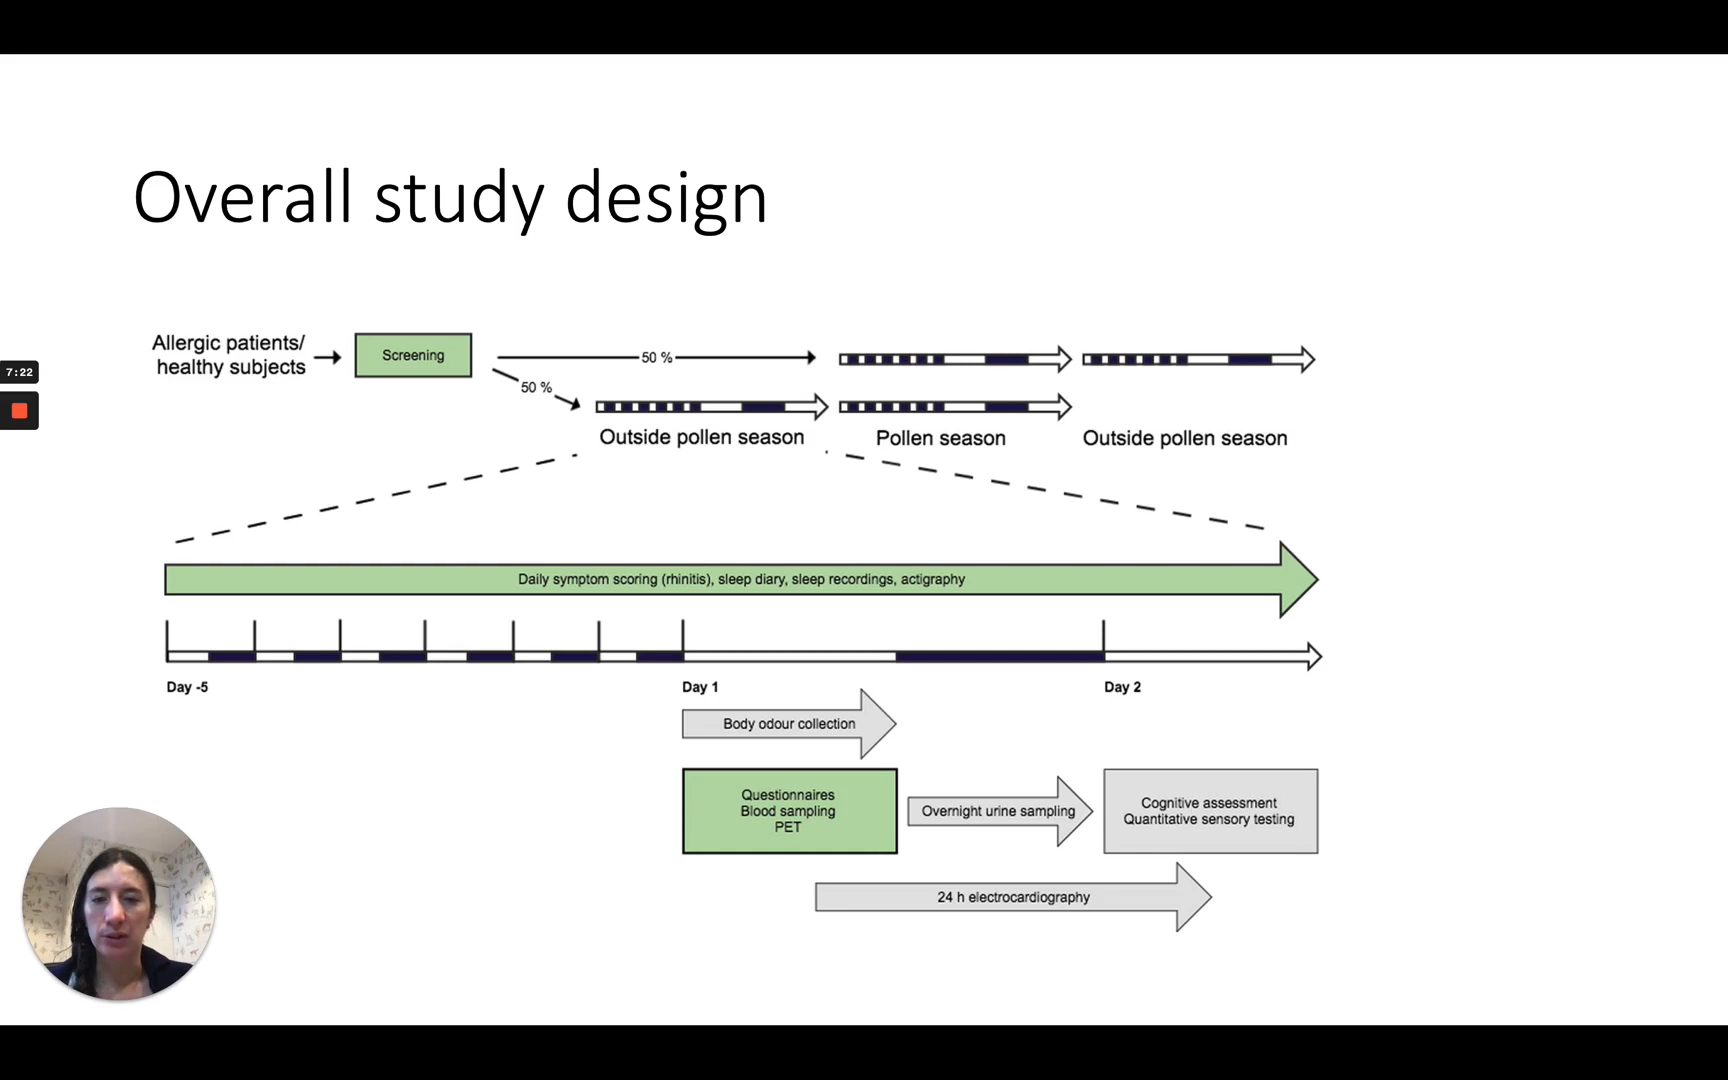 Overall study design
Allergic patients/
healthy subjects
Screening
50 %
50 %
Outside pollen season
Pollen season
Outside pollen season
7:22
Daily symptom scoring (rhinitis), sleep diary, sleep recordings, actigraphy
Day -5
Day 1
Day 2
Body odour collection
Questionnaires
Blood sampling
PET
Overnight urine sampling
Cognitive assessment
Quantitative sensory testing
24 h electrocardiography